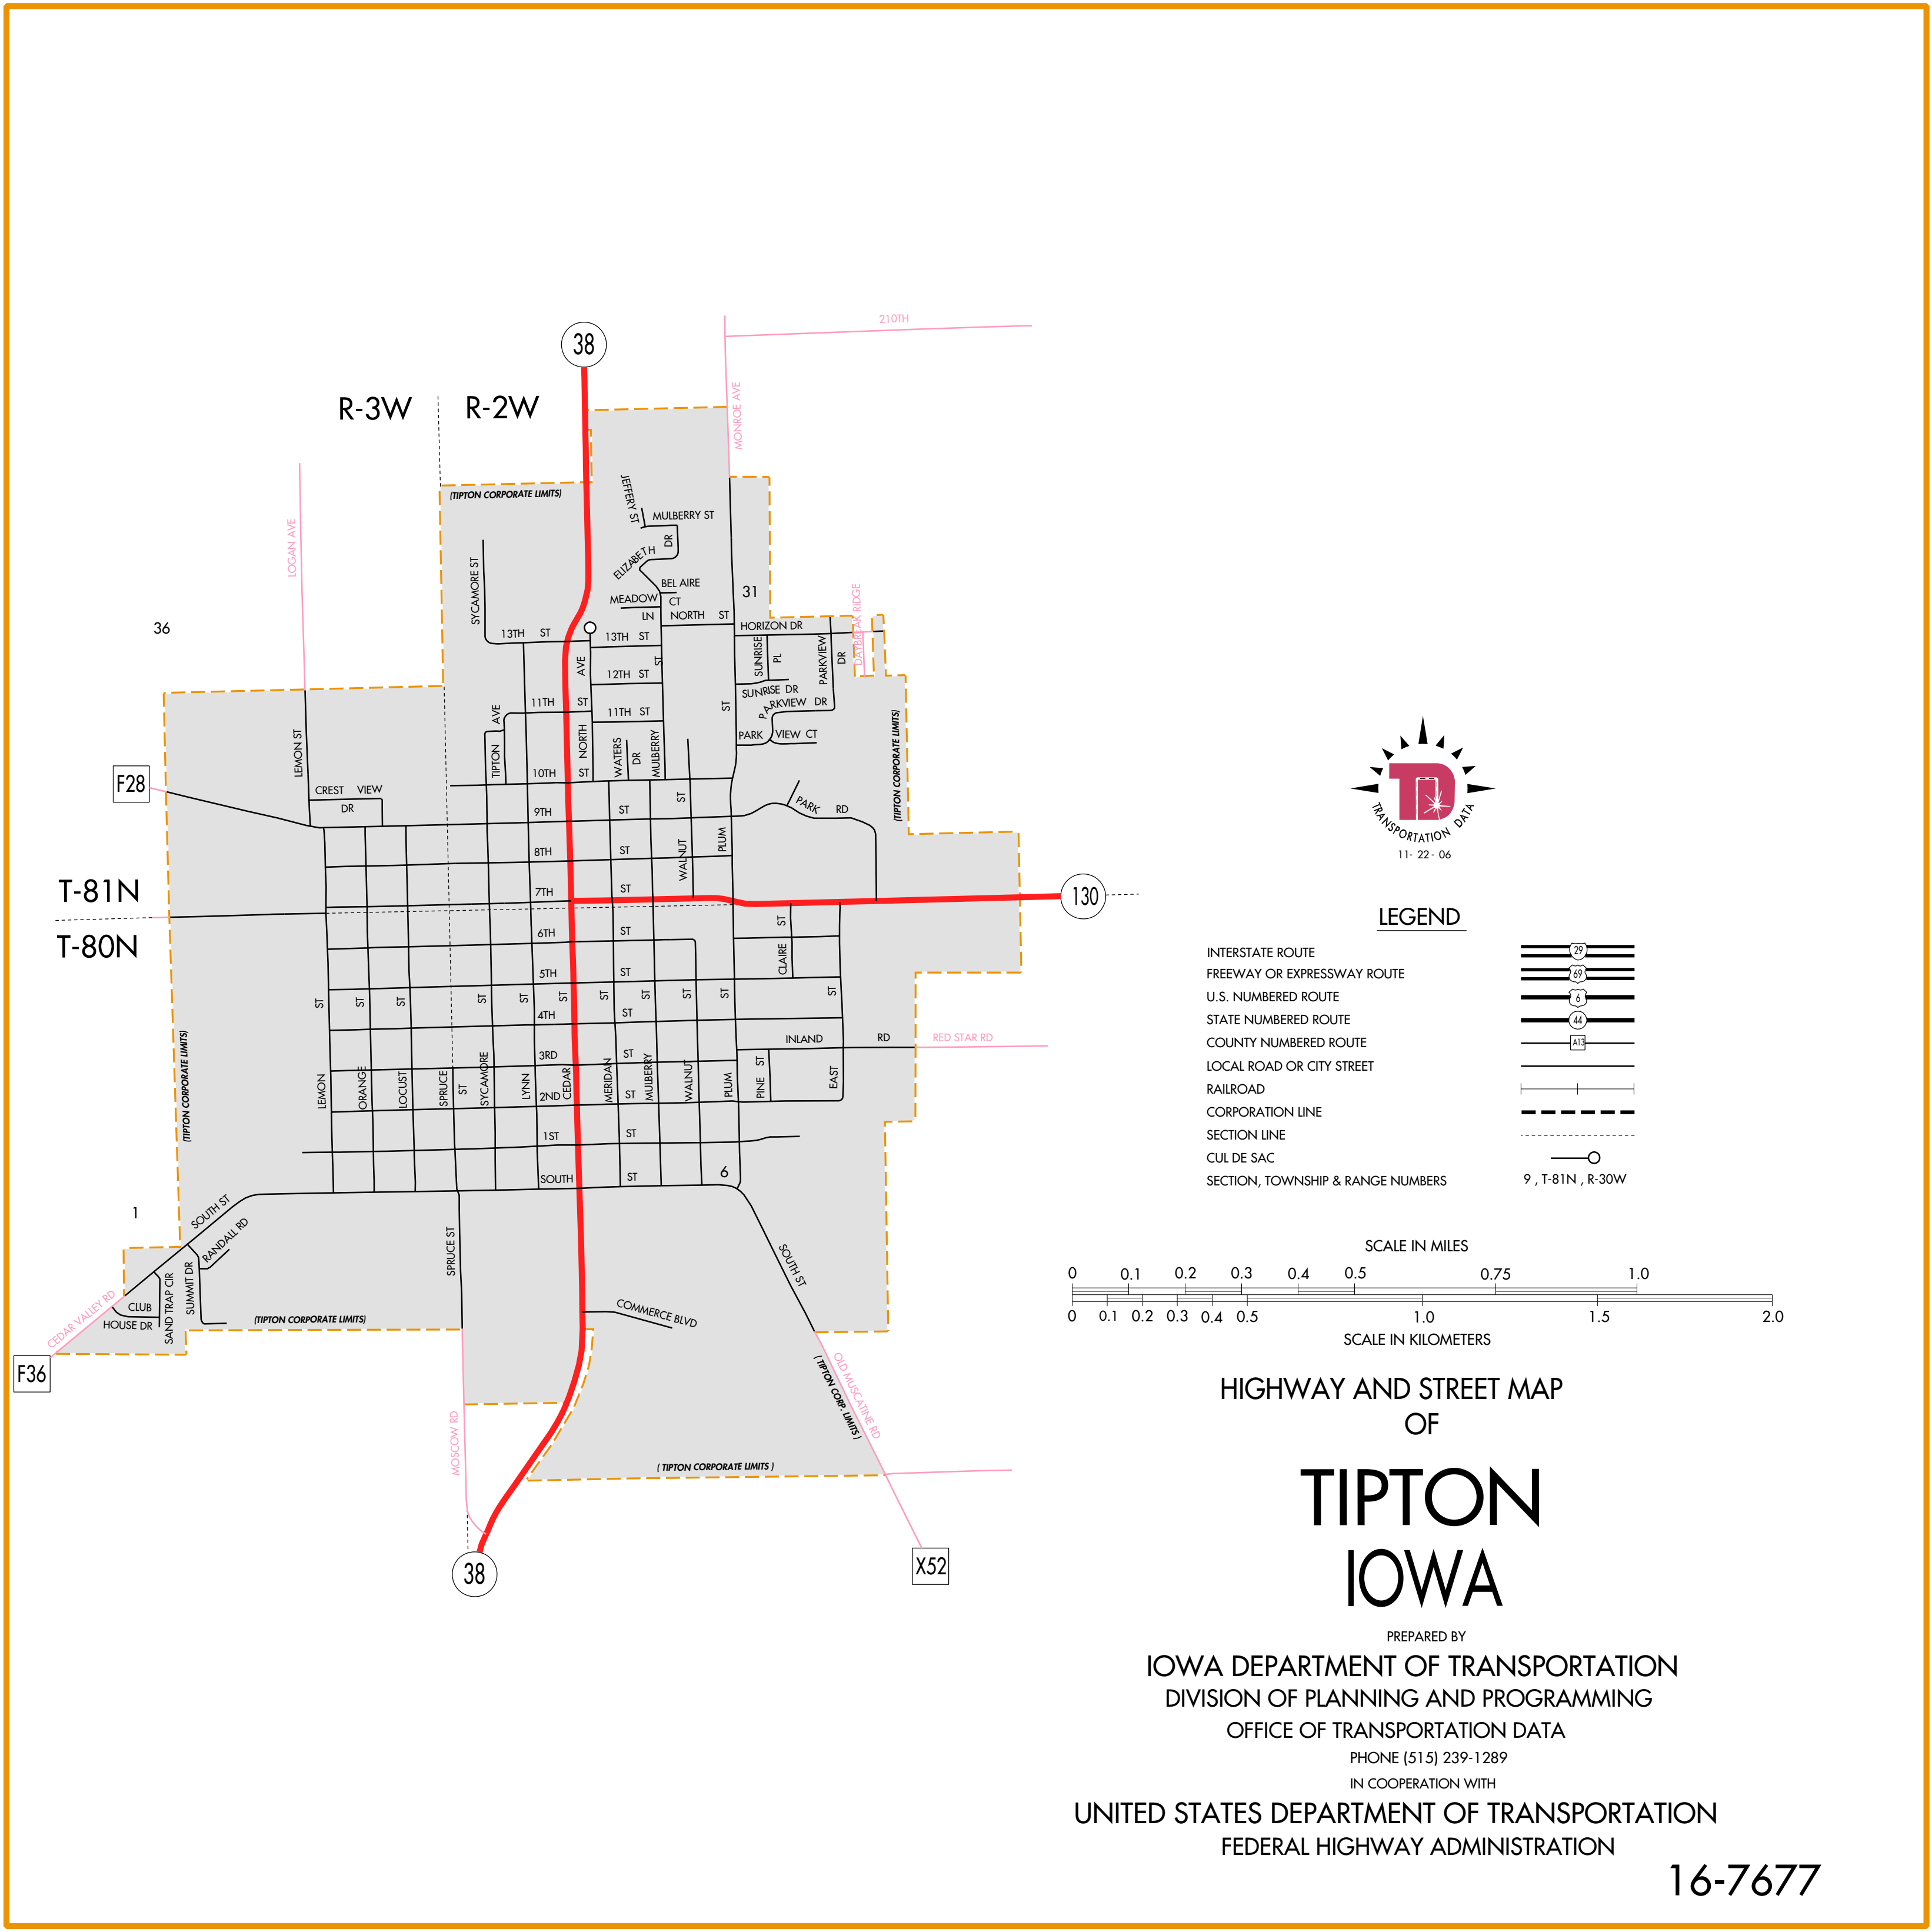 210TH
38
MONROE AVE
R-3W
R-2W
(TIPTON CORPORATE LIMITS)
JEFFERY ST
MULBERRY ST
LOGAN AVE
DR
ELIZABETH
SYCAMORE ST
BEL AIRE
CT
MEADOW
LN
31
DAYBREAK RIDGE
36
NORTH ST
HORIZON DR
13TH ST
13TH ST
AVE
ST
SUNRISE
PL
PARKVIEW
DR
12TH ST
SUNRISE DR
11TH ST
11TH ST
AVE
TIPTON
NORTH
ST
PARKVIEW DR
PARK VIEW CT
(TIPTON CORPORATE LIMITS)
LEMON ST
WATERS
DR
MULBERRY
F28
10TH ST
CREST VIEW
DR
ST
PARK RD
9TH ST
PLUM
WALNUT
8TH ST
T-81N
7TH ST
130
T-80N
6TH ST
ST
CLAIRE
5TH ST
ST
ST
ST
ST
ST
ST
ST
ST
ST
ST
ST
4TH ST
INLAND RD
RED STAR RD
3RD ST
(TIPTON CORPORATE LIMITS)
LEMON
ORANGE
LOCUST
SPRUCE
ST
SYCAMORE
LYNN
CEDAR
MERIDAN
MULBERRY
WALNUT
PLUM
PINE ST
EAST
2ND ST
1ST ST
6
SOUTH ST
1
SOUTH ST
RANDALL RD
SPRUCE ST
SOUTH ST
SUMMIT DR
SAND TRAP CIR
CLUB
HOUSE DR
CEDAR VALLEY RD
(TIPTON CORPORATE LIMITS)
COMMERCE BLVD
F36
OLD MUSCATINE RD
( TIPTON CORP. LIMITS )
MOSCOW RD
( TIPTON CORPORATE LIMITS )
38
X52
TD
TRANSPORTATION DATA
11- 22 - 06
LEGEND
INTERSTATE ROUTE 29
FREEWAY OR EXPRESSWAY ROUTE 69
U.S. NUMBERED ROUTE 6
STATE NUMBERED ROUTE 44
COUNTY NUMBERED ROUTE A13
LOCAL ROAD OR CITY STREET
RAILROAD
CORPORATION LINE
SECTION LINE
CUL DE SAC
SECTION, TOWNSHIP & RANGE NUMBERS 9 , T-81N , R-30W
SCALE IN MILES
0 0.1 0.2 0.3 0.4 0.5 0.75 1.0
0 0.1 0.2 0.3 0.4 0.5 1.0 1.5 2.0
SCALE IN KILOMETERS
HIGHWAY AND STREET MAP
OF
TIPTON
IOWA
PREPARED BY
IOWA DEPARTMENT OF TRANSPORTATION
DIVISION OF PLANNING AND PROGRAMMING
OFFICE OF TRANSPORTATION DATA
PHONE (515) 239-1289
IN COOPERATION WITH
UNITED STATES DEPARTMENT OF TRANSPORTATION
FEDERAL HIGHWAY ADMINISTRATION
16-7677